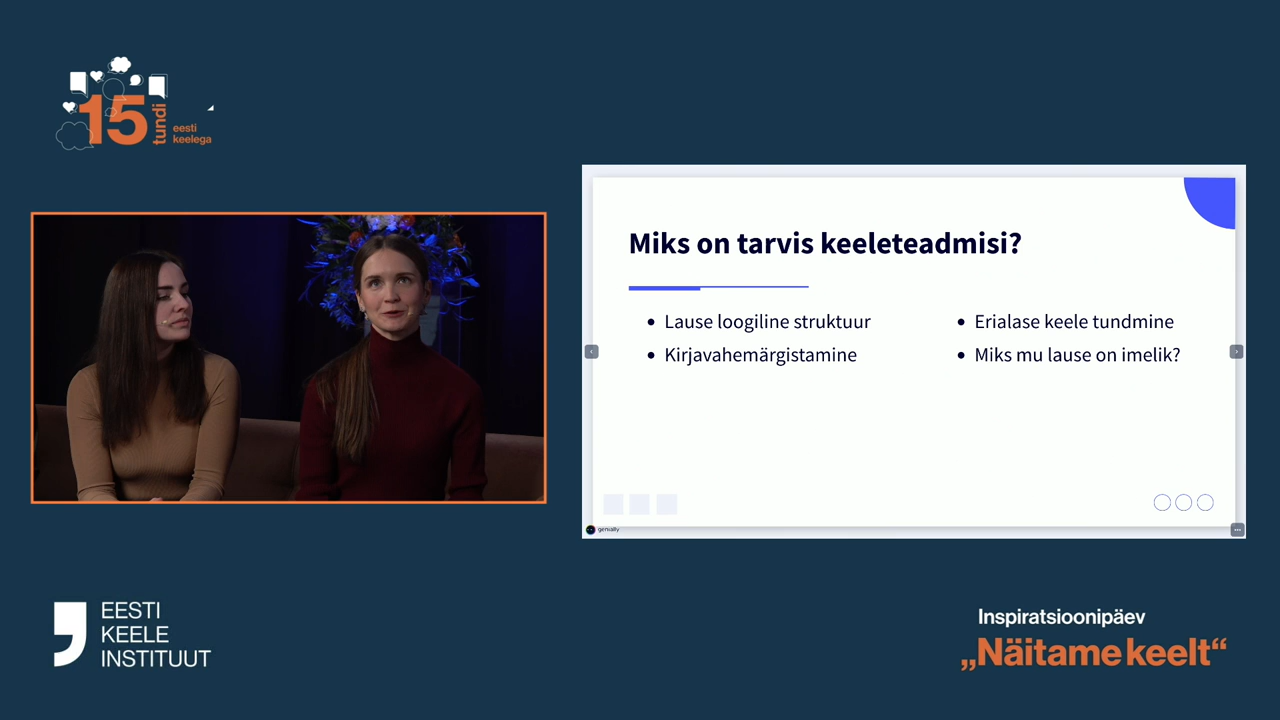 15
tundi
eesti
keelega
Miks on tarvis keeleteadmisi?
Lause loogiline struktuur
Kirjavahemärgistamine
Erialase keele tundmine
Miks mu lause on imelik?
genially
EESTI
KEELE
INSTITUUT
Inspiratsioonipäev
„Näitame keelt“